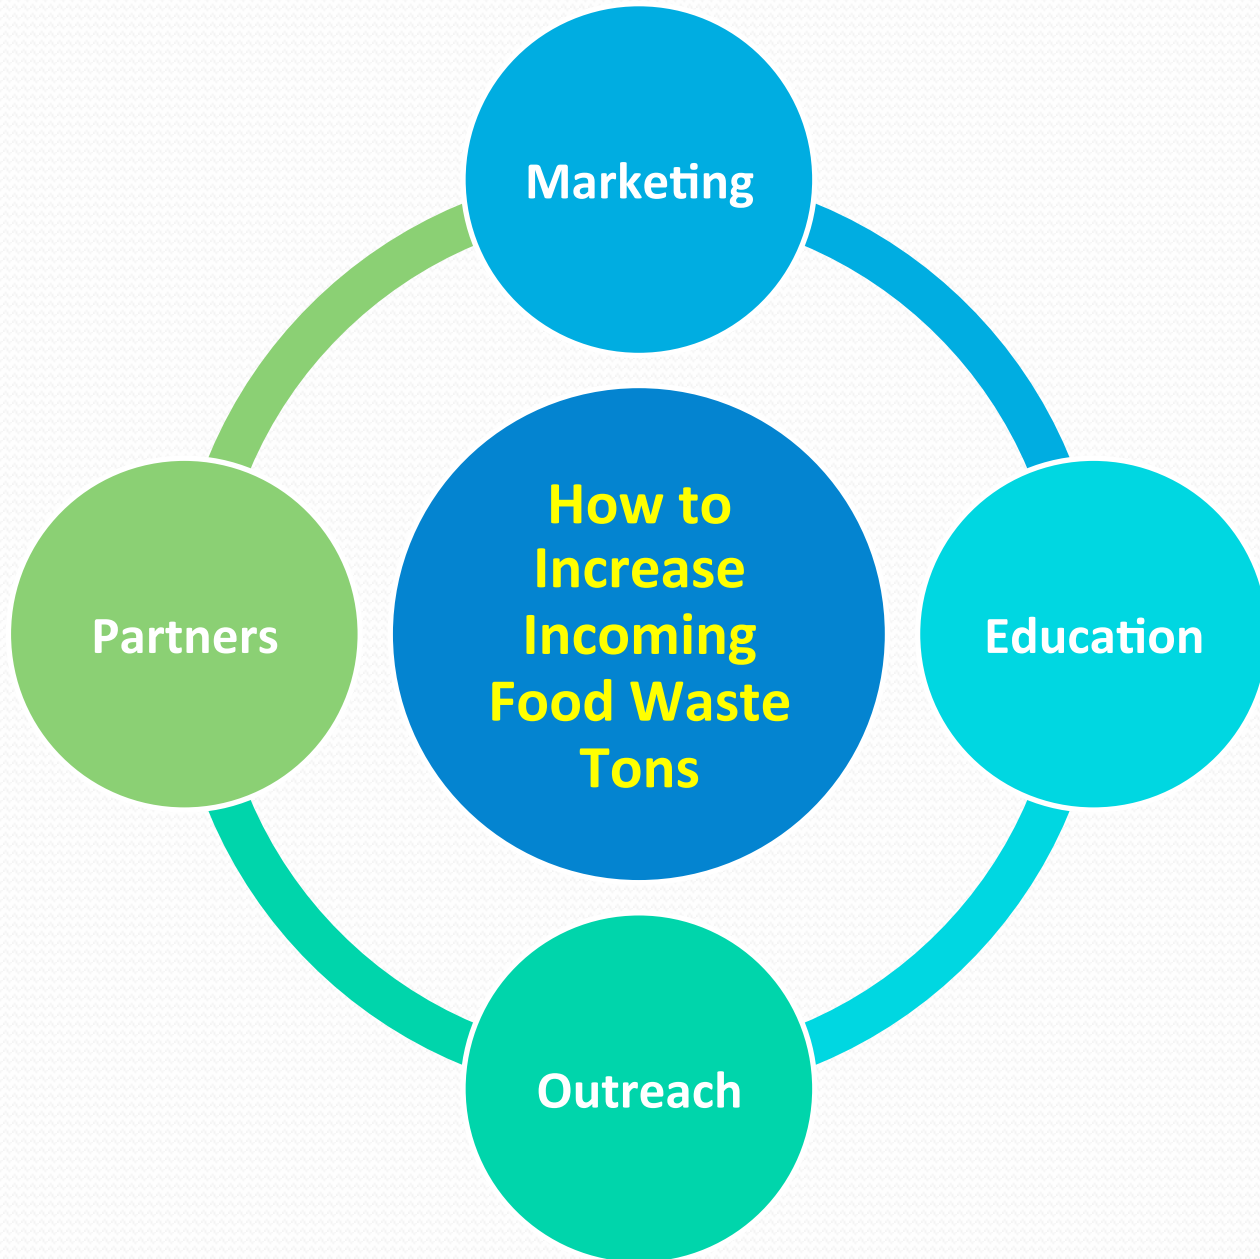 Marketing
How to
Increase
Incoming
Food Waste
Tons
Partners
Education
Outreach